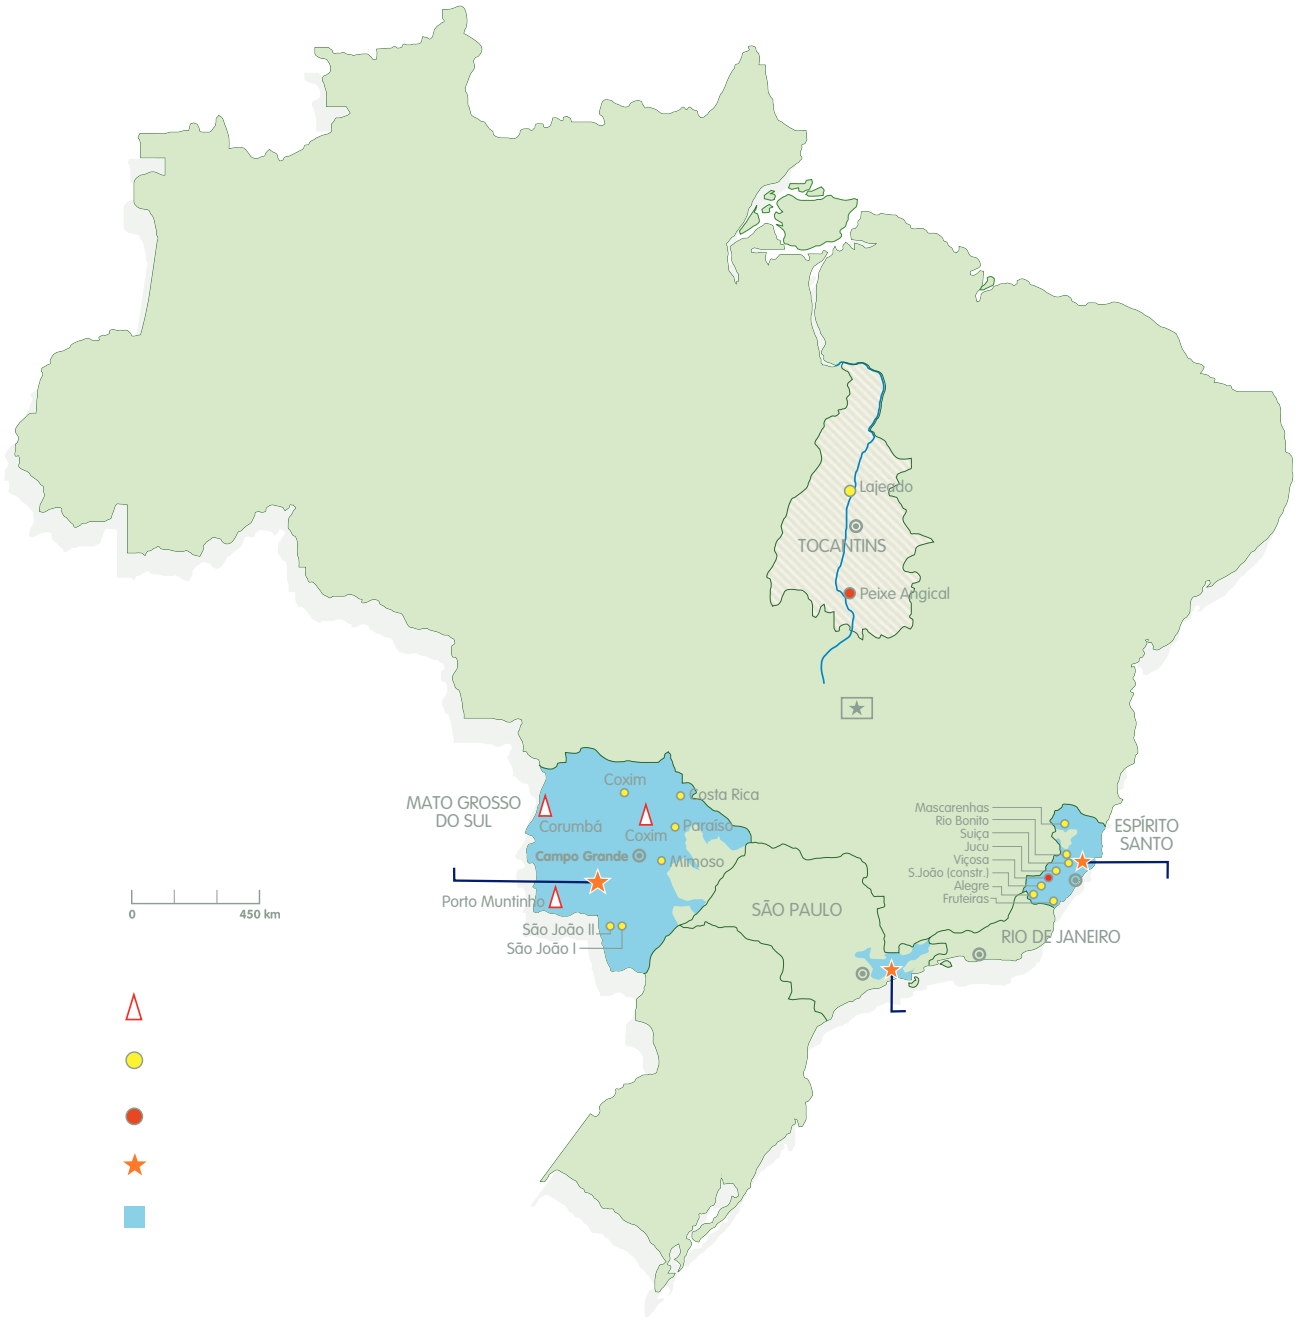 Lajeado
TOCANTINS
Peixe Angical
MATO GROSSO
DO SUL
Coxim
Costa Rica
Corumbá
Coxim
Paraíso
Campo Grande
Mimoso
Porto Muntinho
São João II
São João I
SÃO PAULO
Mascarenhas
Rio Bonito
Suiça
Jucu
Viçosa
S.João (constr.)
Alegre
Fruteiras
ESPÍRITO
SANTO
RIO DE JANEIRO
0
450 km